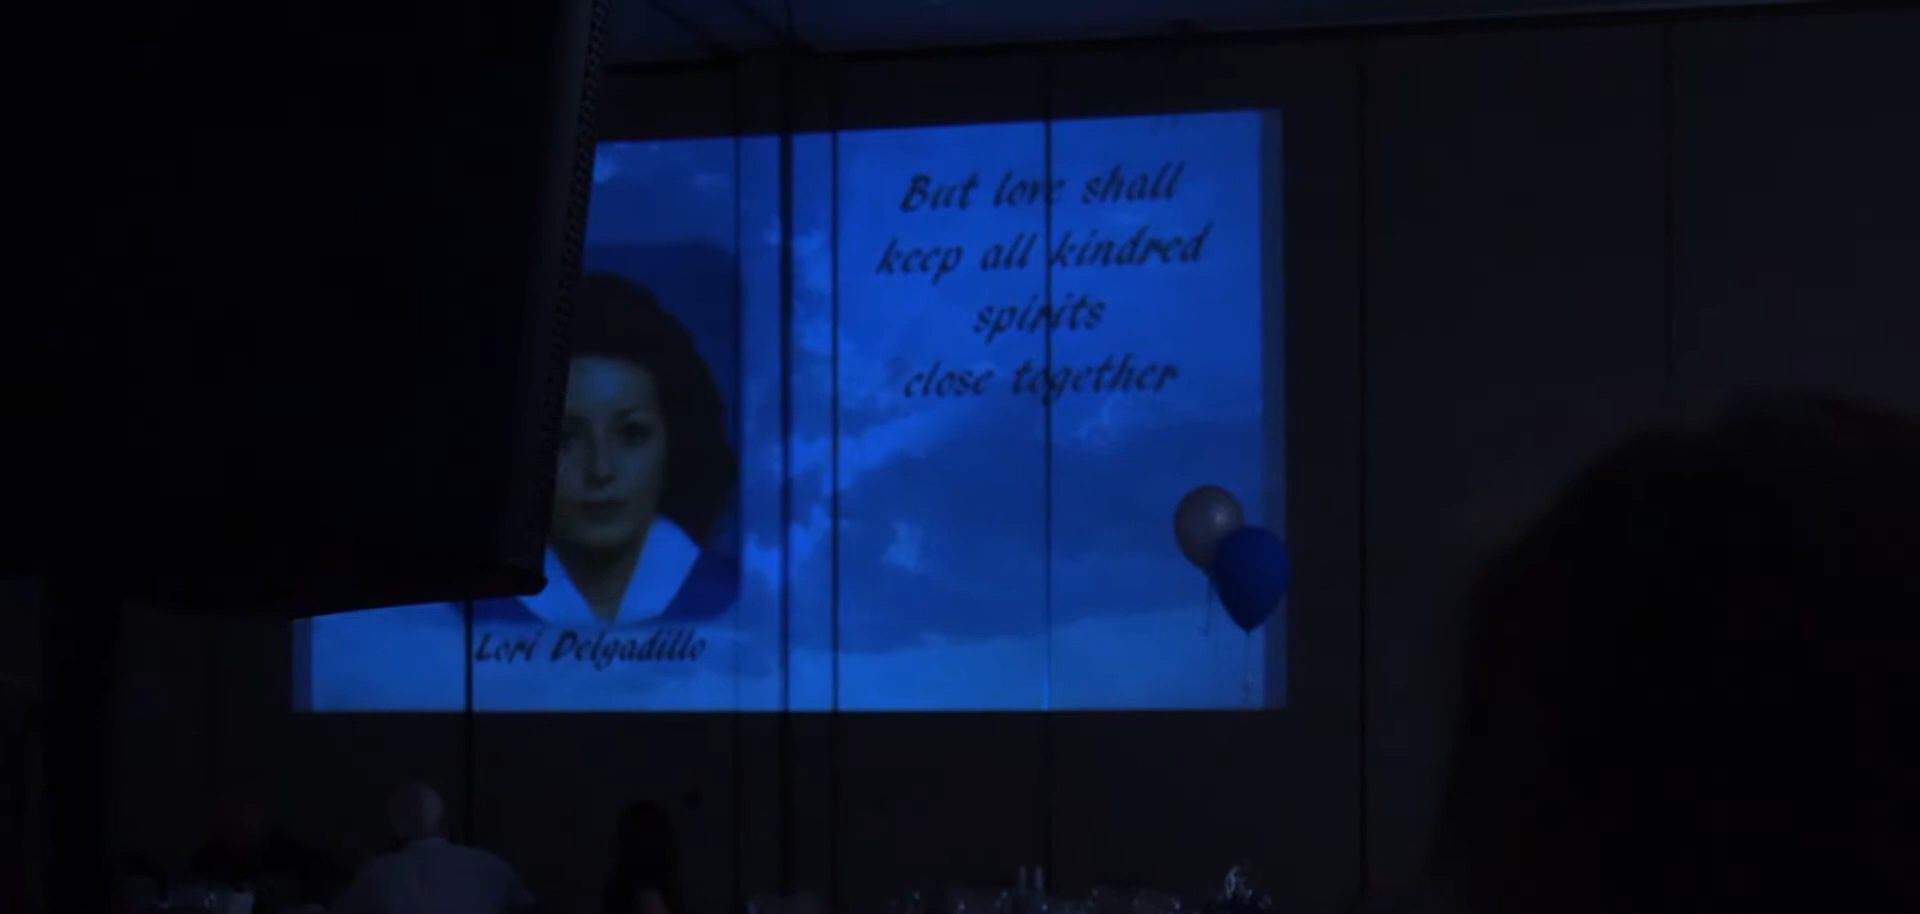 But love shall
keep all kindred
spirits
close together
Lori Delgadillo